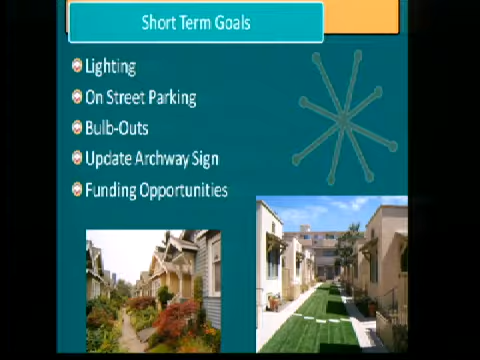 Short Term Goals
Lighting
On Street Parking
Bulb-Outs
Update Archway Sign
Funding Opportunities